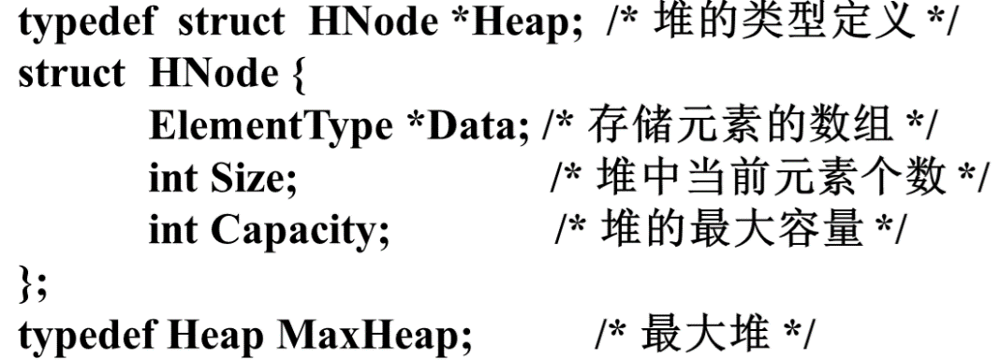 typedef struct HNode *Heap; /* 堆的类型定义 */
struct HNode {
ElementType *Data; /* 存储元素的数组 */
int Size; /* 堆中当前元素个数 */
int Capacity; /* 堆的最大容量 */
};
typedef Heap MaxHeap; /* 最大堆 */